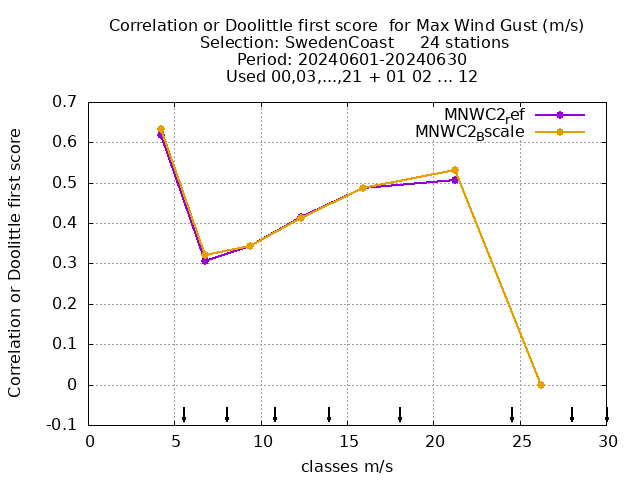 Correlation or Doolittle first score  for Max Wind Gust (m/s)
Selection: SwedenCoast     24 stations
Period: 20240601-20240630
Used 00,03,...,21 + 01 02 ... 12
MNWC2_ref
MNWC2_Bscale
Correlation or Doolittle first score
0.7
0.6
0.5
0.4
0.3
0.2
0.1
0
-0.1
0 5 10 15 20 25 30
classes m/s